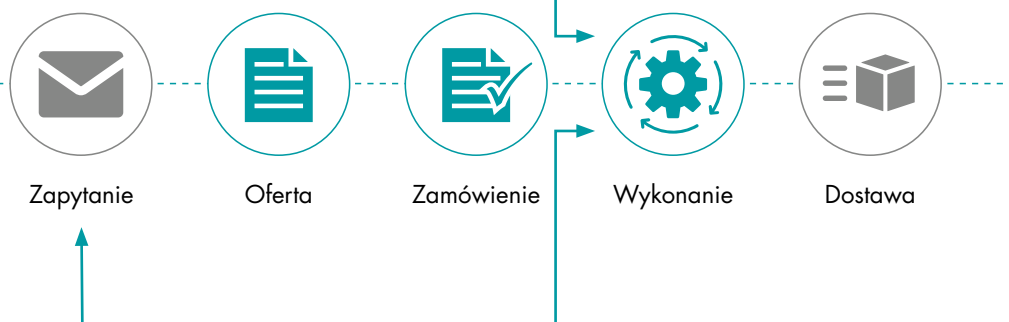 Zapytanie
Oferta
Zamówienie
Wykonanie
Dostawa